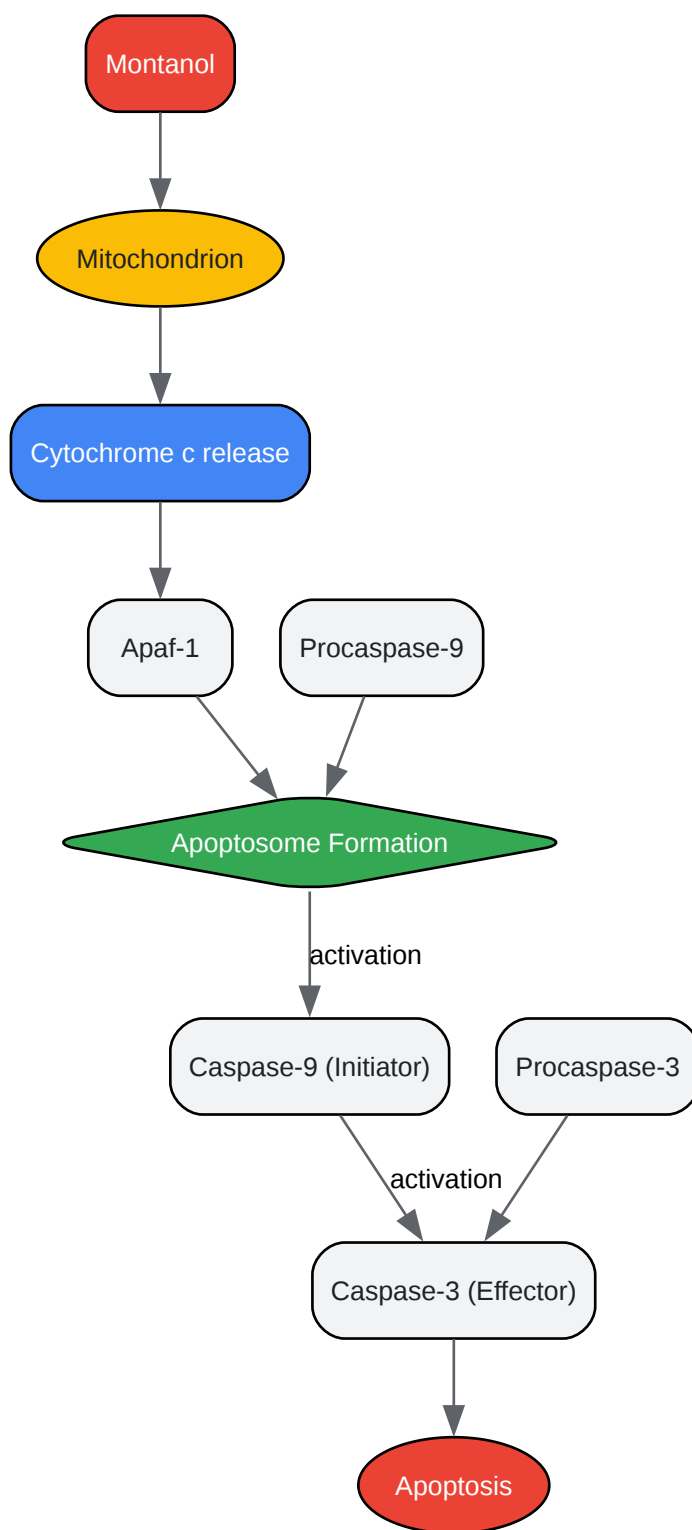 Montanol
Mitochondrion
Cytochrome c release
Apaf-1
Procaspase-9
Apoptosome Formation
activation
Caspase-9 (Initiator)
Procaspase-3
activation
Caspase-3 (Effector)
Apoptosis